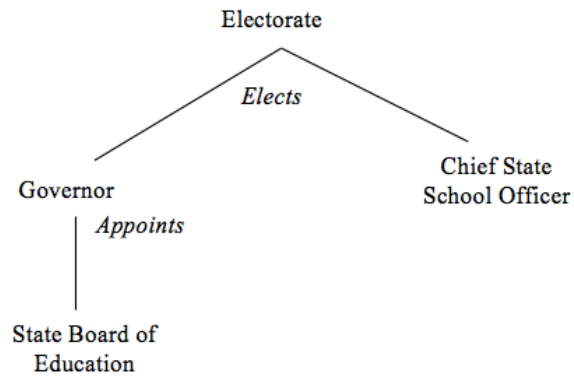 Electorate
Elects
Chief State
School Officer
Governor
Appoints
State Board of
Education